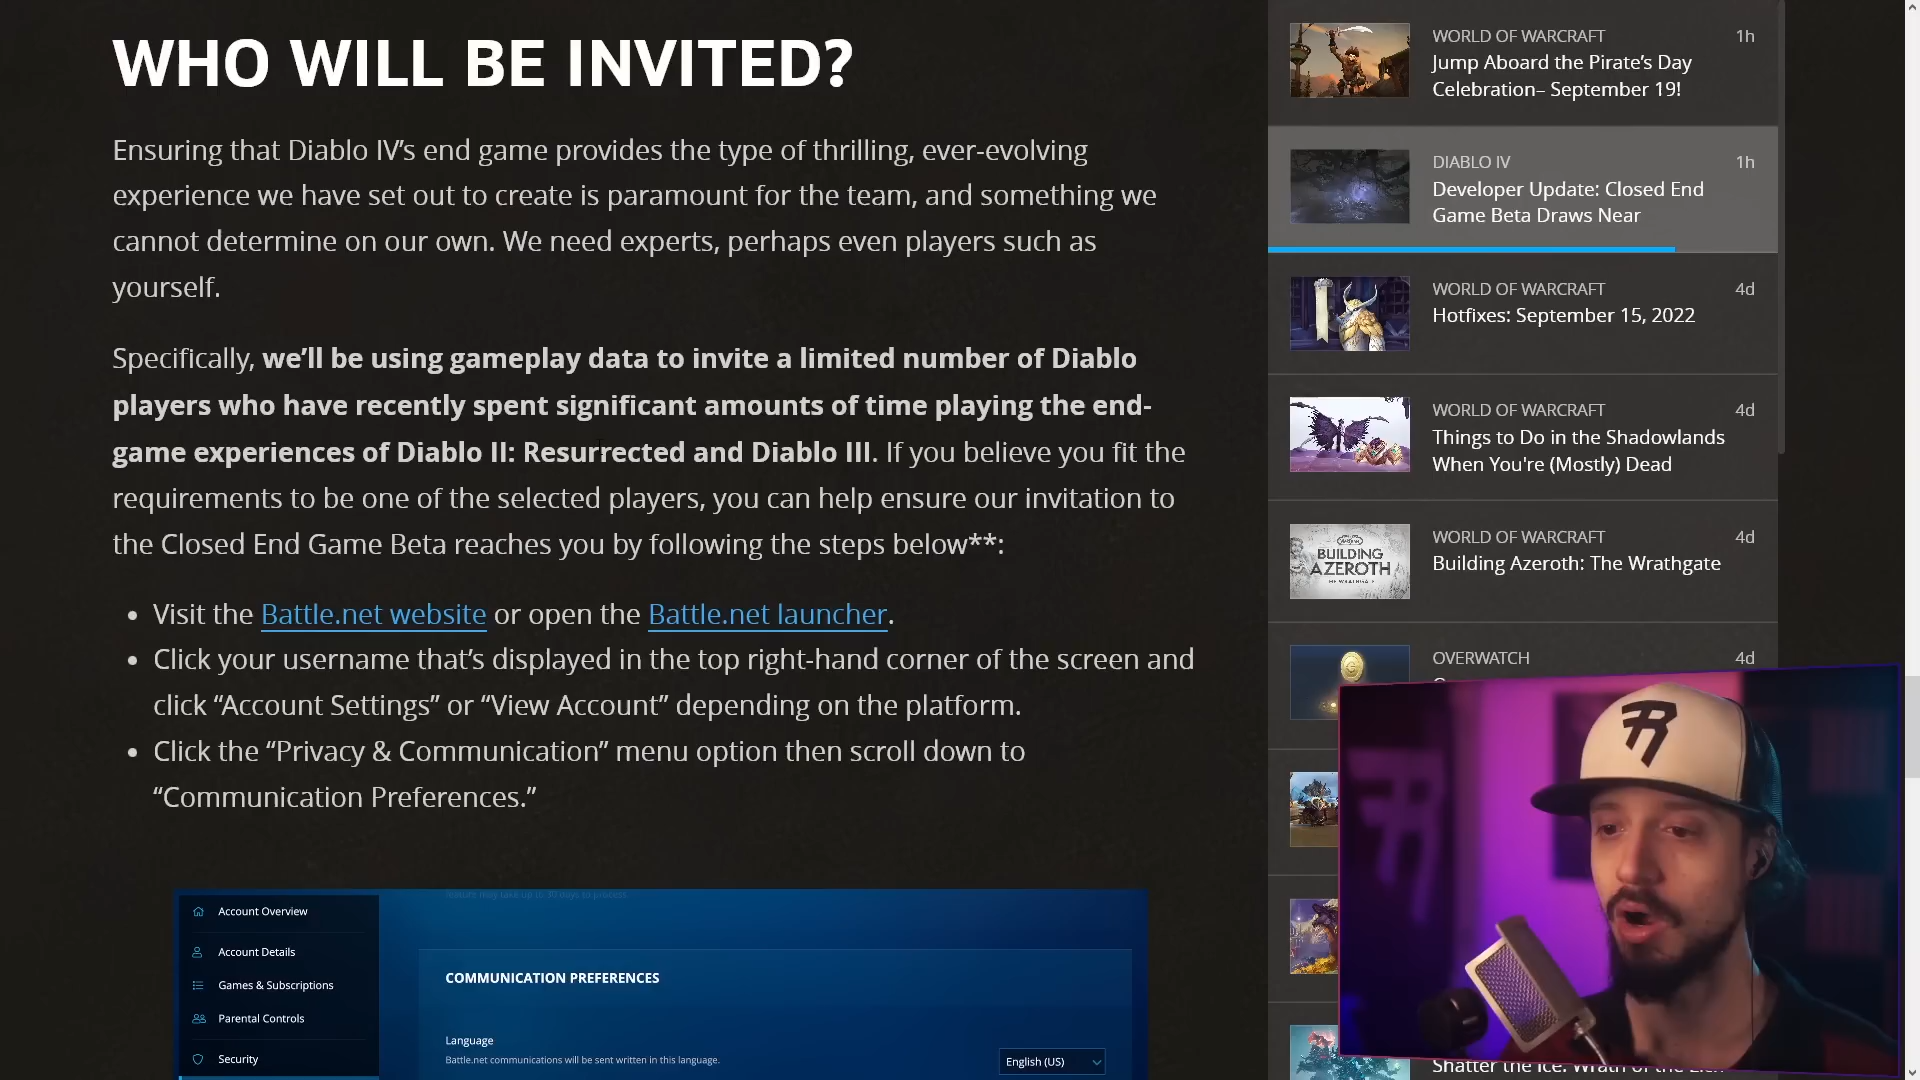 WHO WILL BE INVITED?
Ensuring that Diablo IV’s end game provides the type of thrilling, ever-evolving
experience we have set out to create is paramount for the team, and something we
cannot determine on our own. We need experts, perhaps even players such as
yourself.
Specifically, we’ll be using gameplay data to invite a limited number of Diablo
players who have recently spent significant amounts of time playing the end-
game experiences of Diablo II: Resurrected and Diablo III. If you believe you fit the
requirements to be one of the selected players, you can help ensure our invitation to
the Closed End Game Beta reaches you by following the steps below**:
• Visit the Battle.net website or open the Battle.net launcher.
• Click your username that’s displayed in the top right-hand corner of the screen and
click “Account Settings” or “View Account” depending on the platform.
• Click the “Privacy & Communication” menu option then scroll down to
“Communication Preferences.”
Account Overview
Account Details
Games & Subscriptions
Parental Controls
Security
COMMUNICATION PREFERENCES
Language
Battle.net communications will be sent written in this language.
English (US)
WORLD OF WARCRAFT 1h
Jump Aboard the Pirate’s Day
Celebration– September 19!
DIABLO IV 1h
Developer Update: Closed End
Game Beta Draws Near
WORLD OF WARCRAFT 4d
Hotfixes: September 15, 2022
WORLD OF WARCRAFT 4d
Things to Do in the Shadowlands
When You're (Mostly) Dead
BUILDING
AZEROTH
WORLD OF WARCRAFT 4d
Building Azeroth: The Wrathgate
OVERWATCH 4d
Shatter the Ice: Wrath of the